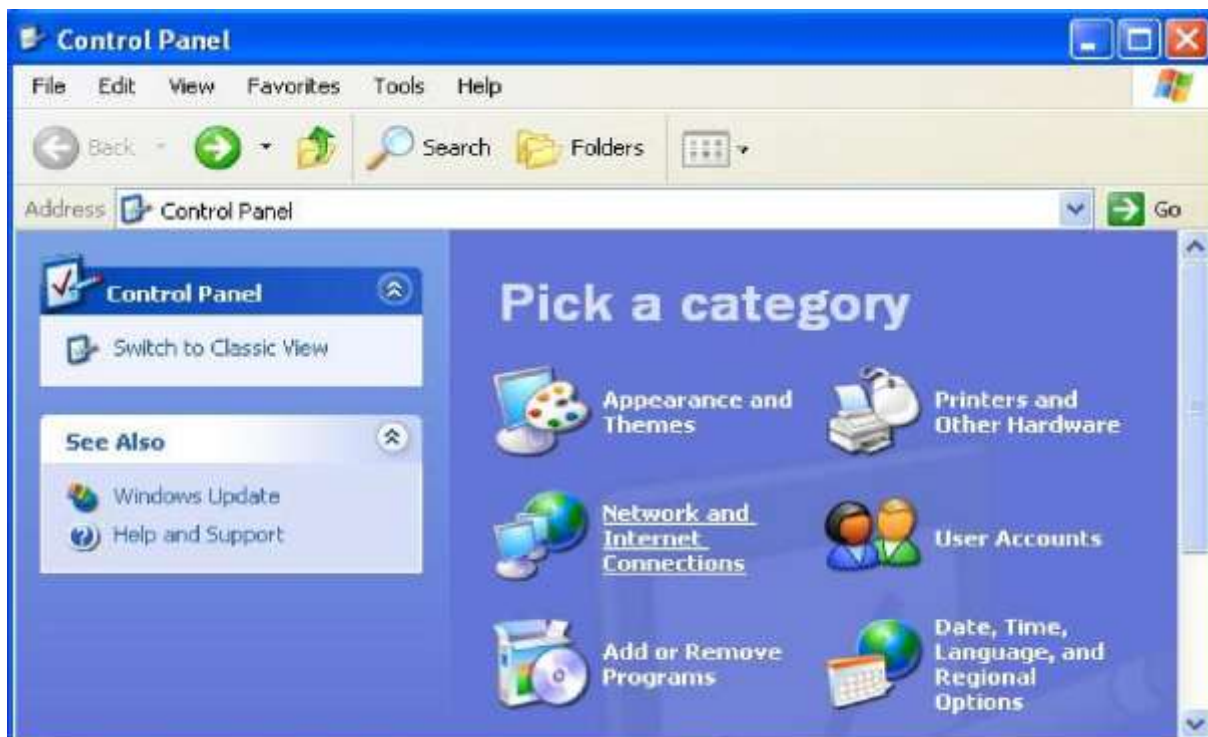 Control Panel
File Edit View Favorites Tools Help
Back Search Folders
Address Control Panel Go
Control Panel
Switch to Classic View
See Also
Windows Update
Help and Support
Pick a category
Appearance and
Themes
Printers and
Other Hardware
Network and
Internet
Connections
User Accounts
Add or Remove
Programs
Date, Time,
Language, and
Regional
Options